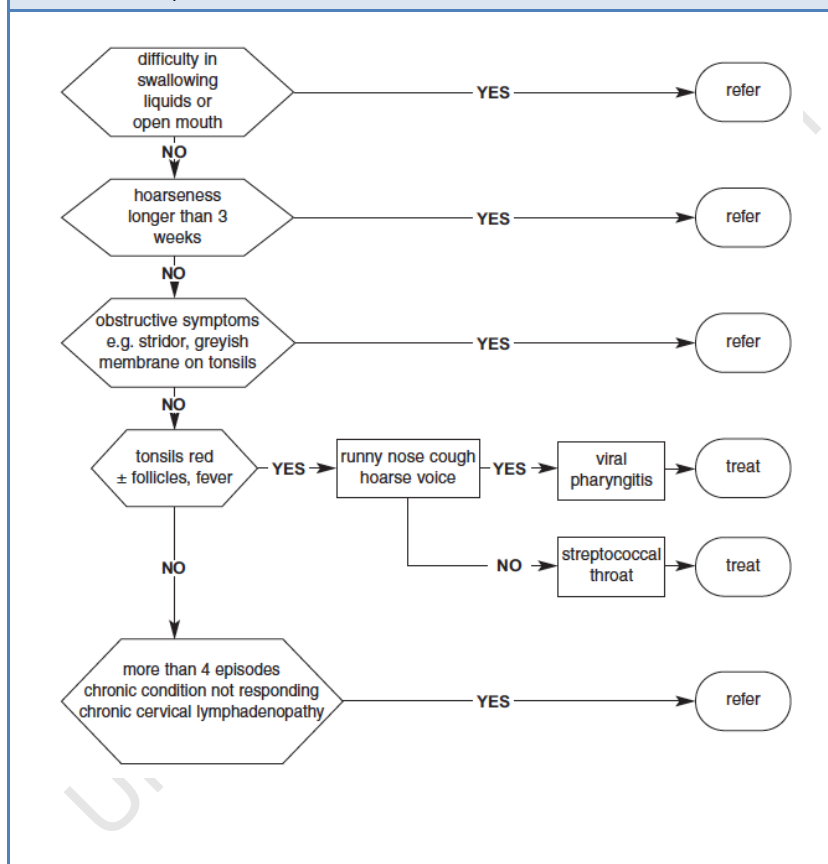 difficulty in
swallowing
liquids or
open mouth
YES
refer
NO
hoarseness
longer than 3
weeks
YES
refer
NO
obstructive symptoms
e.g. stridor, greyish
membrane on tonsils
YES
refer
NO
tonsils red
± follicles, fever
YES
runny nose cough
hoarse voice
YES
viral
pharyngitis
treat
NO
streptococcal
throat
treat
NO
more than 4 episodes
chronic condition not responding
chronic cervical lymphadenopathy
YES
refer